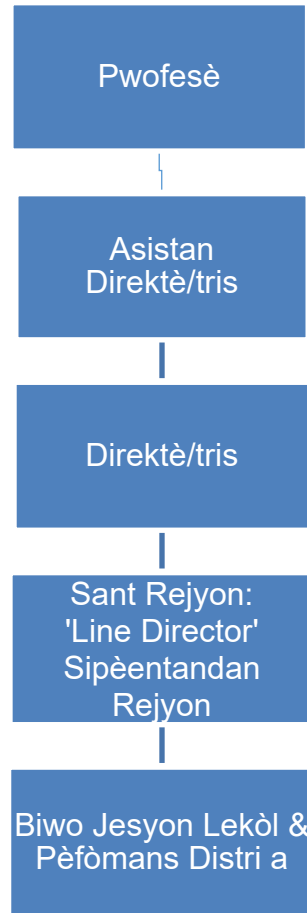 Pwofesè
Asistan
Direktè/tris
Direktè/tris
Sant Rejyon:
'Line Director'
Sipèentandan
Rejyon
Biwo Jesyon Lekòl &
Pèfòmans Distri a